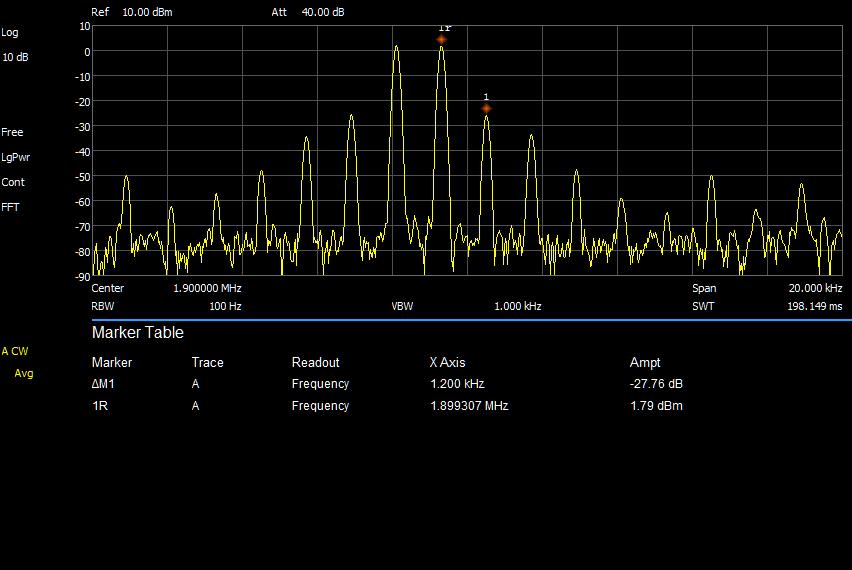 Ref 10.00 dBm Att 40.00 dB
Log
10 dB
Free
LgPwr
Cont
FFT
10
0
-10
-20
-30
-40
-50
-60
-70
-80
-90
1r
1
Center 1.900000 MHz Span 20.000 kHz
RBW 100 Hz VBW 1.000 kHz SWT 198.149 ms
A CW
Avg
Marker Table
Marker Trace Readout X Axis Ampt
ΔM1 A Frequency 1.200 kHz -27.76 dB
1R A Frequency 1.899307 MHz 1.79 dBm